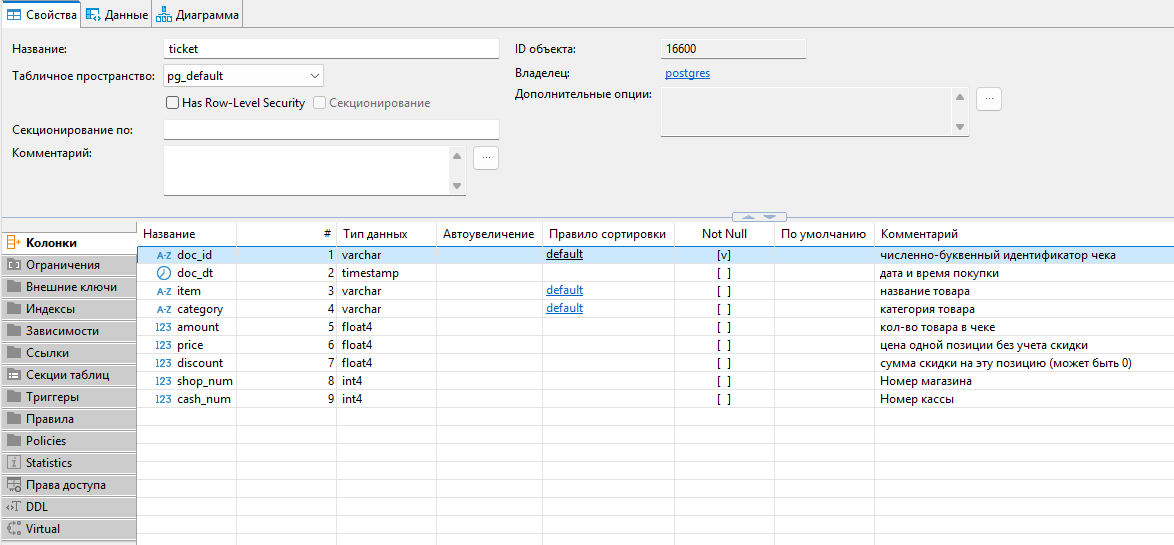 Свойства Данные Диаграмма
Название: ticket ID объекта: 16600
Табличное пространство: pg_default Владелец: postgres
Has Row-Level Security Секционирование Дополнительные опции: ...
Секционирование по:
Комментарий: ...
Колонки
Ограничения
Внешние ключи
Индексы
Зависимости
Ссылки
Секции таблиц
Триггеры
Правила
Policies
Statistics
Права доступа
DDL
Virtual
Название # Тип данных Автоувеличение Правило сортировки Not Null По умолчанию Комментарий
A-Z doc_id 1 varchar default [v] численно-буквенный идентификатор чека
doc_dt 2 timestamp [ ] дата и время покупки
A-Z item 3 varchar default [ ] название товара
A-Z category 4 varchar default [ ] категория товара
123 amount 5 float4 [ ] кол-во товара в чеке
123 price 6 float4 [ ] цена одной позиции без учета скидки
123 discount 7 float4 [ ] сумма скидки на эту позицию (может быть 0)
123 shop_num 8 int4 [ ] Номер магазина
123 cash_num 9 int4 [ ] Номер кассы